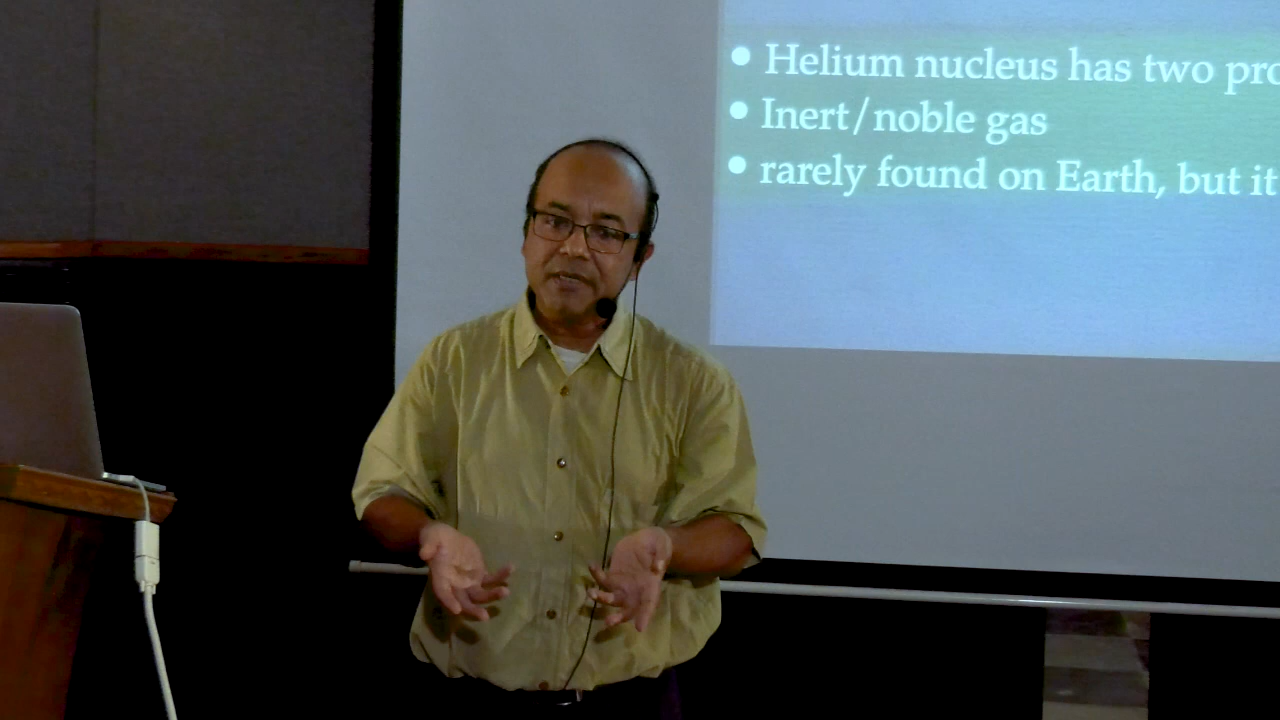 • Helium nucleus has two
• Inert/noble gas
• rarely found on Earth, but it